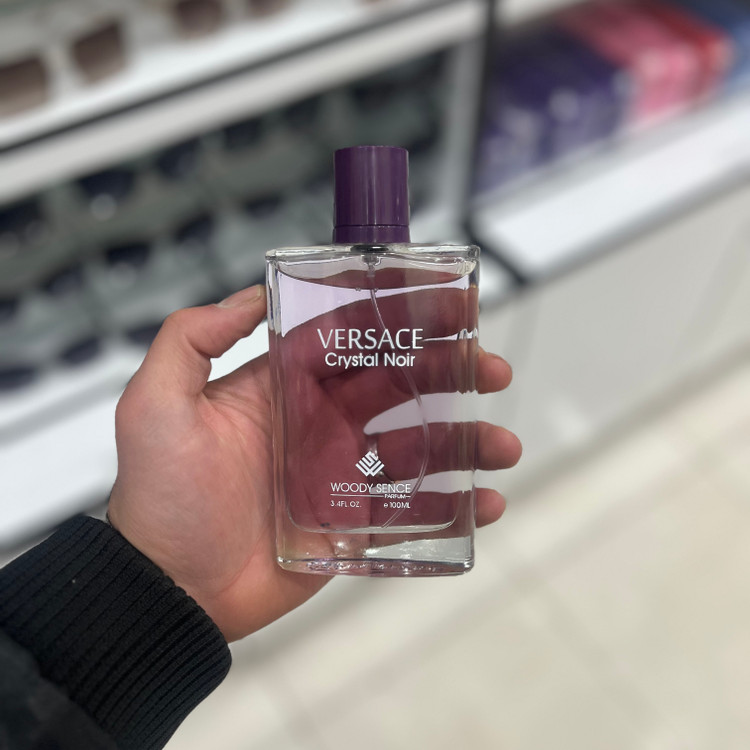 VERSACE
Crystal Noir
WOODY SENCE
PARFUM
3.4FL.OZ. e 100ML